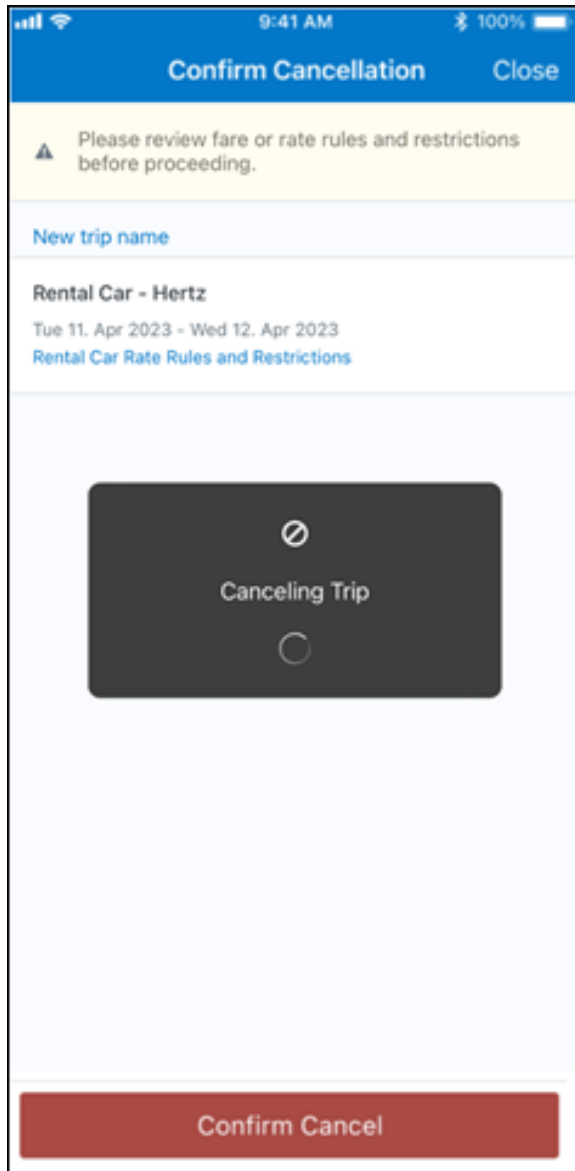 9:41 AM
100%
Confirm Cancellation
Close
Please review fare or rate rules and restrictions
before proceeding.
New trip name
Rental Car - Hertz
Tue 11. Apr 2023 - Wed 12. Apr 2023
Rental Car Rate Rules and Restrictions
Canceling Trip
Confirm Cancel